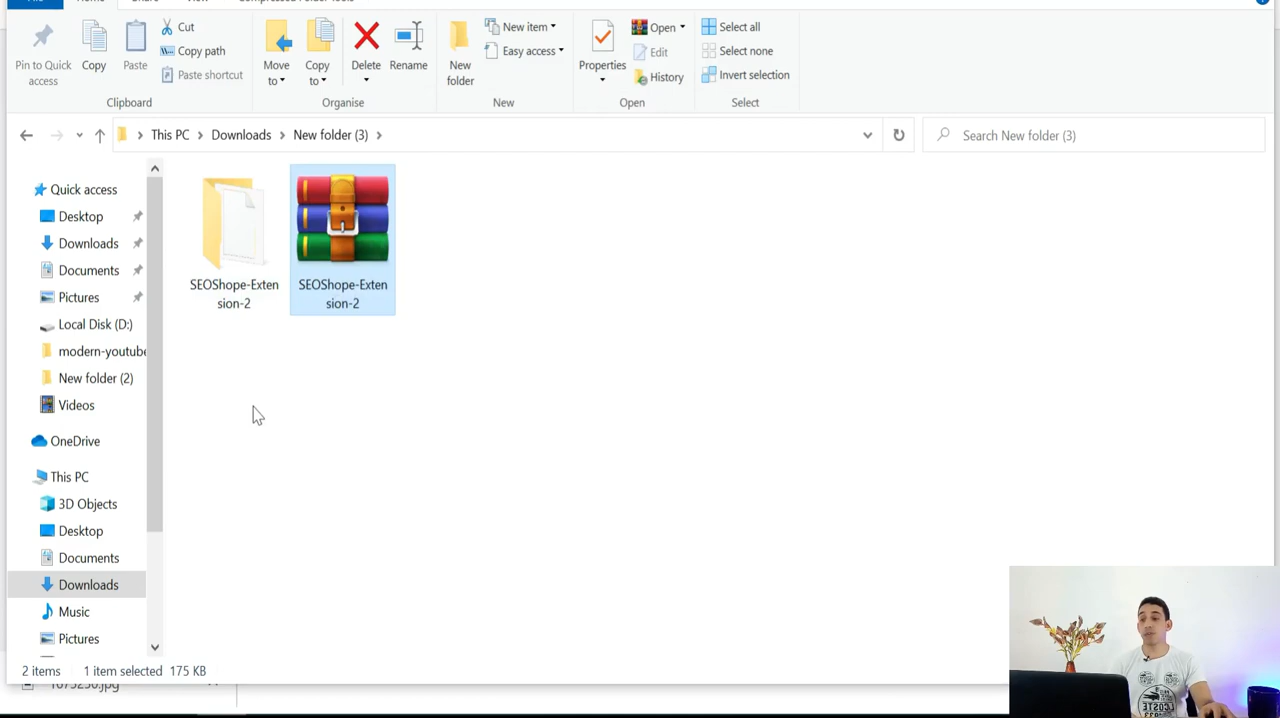 Cut
New item
Open
Select all
Copy path
Easy access
Edit
Select none
Pin to Quick access
Copy
Paste
Paste shortcut
Move to
Copy to
Delete
Rename
New folder
Properties
History
Invert selection
Clipboard
Organise
New
Open
Select
This PC
Downloads
New folder (3)
Search New folder (3)
Quick access
Desktop
Downloads
Documents
Pictures
Local Disk (D:)
modern-youtube
New folder (2)
Videos
OneDrive
This PC
3D Objects
Desktop
Documents
Downloads
Music
Pictures
SEOShope-Exten
sion-2
SEOShope-Exten
sion-2
2 items
1 item selected 175 KB